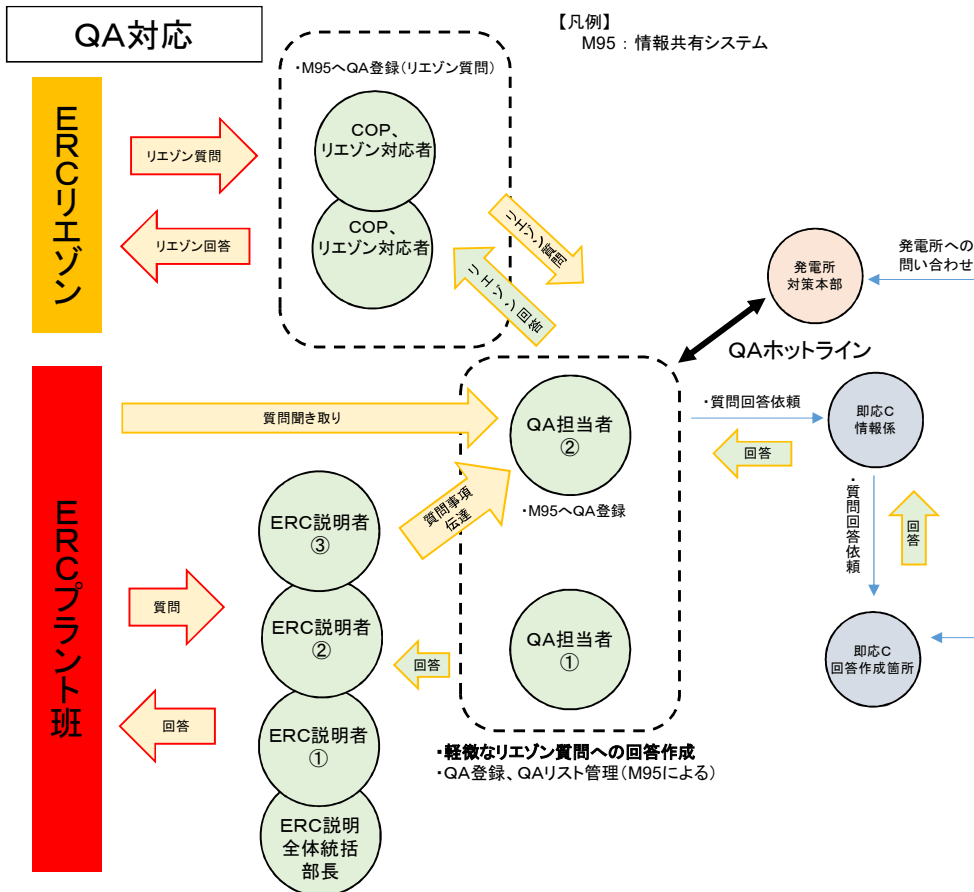 QA対応
【凡例】
M95：情報共有システム
ERCリエゾン
・M95へQA登録（リエゾン質問）
COP、
リエゾン対応者
COP、
リエゾン対応者
リエゾン質問
リエゾン回答
リエゾン質問
リエゾン回答
発電所
対策本部
発電所への
問い合わせ
QAホットライン
ERCプラント班
質問聞き取り
QA担当者
②
・M95へQA登録
・質問回答依頼
回答
即応C
情報係
・質問回答依頼
回答
即応C
回答作成箇所
ERC説明者
③
質問事項
伝達
質問
ERC説明者
②
回答
QA担当者
①
回答
ERC説明者
①
ERC説明
全体統括
部長
・軽微なリエゾン質問への回答作成
・QA登録、QAリスト管理（M95による）